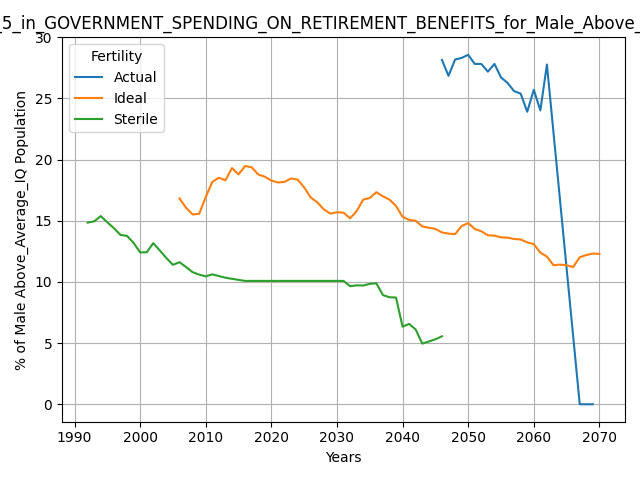 _5_in_GOVERNMENT_SPENDING_ON_RETIREMENT_BENEFITS_for_Male_Above_
Fertility
Actual
Ideal
Sterile
% of Male Above_Average_IQ Population
30
25
20
15
10
5
0
1990 2000 2010 2020 2030 2040 2050 2060 2070
Years